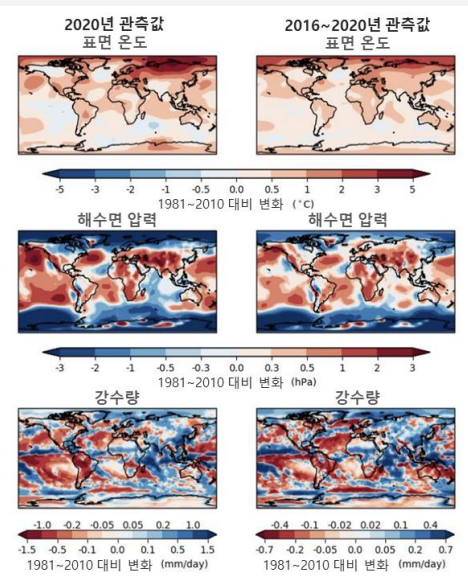 2020년 관측값
표면 온도
2016~2020년 관측값
표면 온도
-5 -3 -2 -1 -0.5 0.0 0.5 1 2 3 5
1981~2010 대비 변화 (°C)
해수면 압력
해수면 압력
-3 -2 -1 -0.5 -0.3 0.0 0.3 0.5 1 2 3
1981~2010 대비 변화 (hPa)
강수량
강수량
-1.0 -0.2 -0.05 0.05 0.2 1.0
-1.5 -0.5 -0.1 0.0 0.1 0.5 1.5
1981~2010 대비 변화 (mm/day)
-0.4 -0.1 -0.02 0.02 0.1 0.4
-0.7 -0.2 -0.05 0.0 0.05 0.2 0.7
1981~2010 대비 변화 (mm/day)